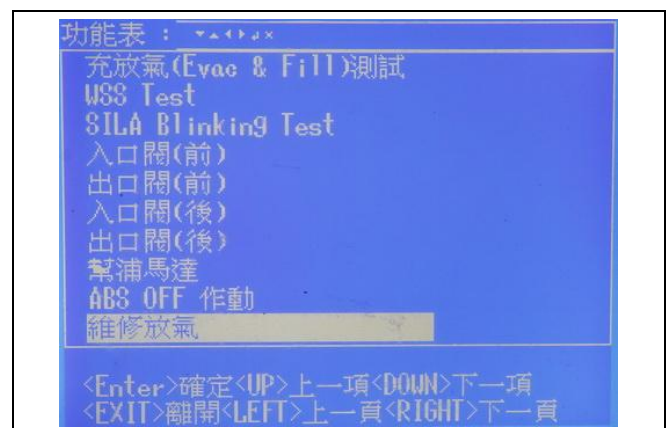 功能表： ▼▲◀▶↲×
充放氣(Evac & Fill)測試
WSS Test
SILA Blinking Test
入口閥(前)
出口閥(前)
入口閥(後)
出口閥(後)
幫浦馬達
ABS OFF 作動
維修放氣
<Enter>確定<UP>上一項<DOWN>下一項
<EXIT>離開<LEFT>上一頁<RIGHT>下一頁